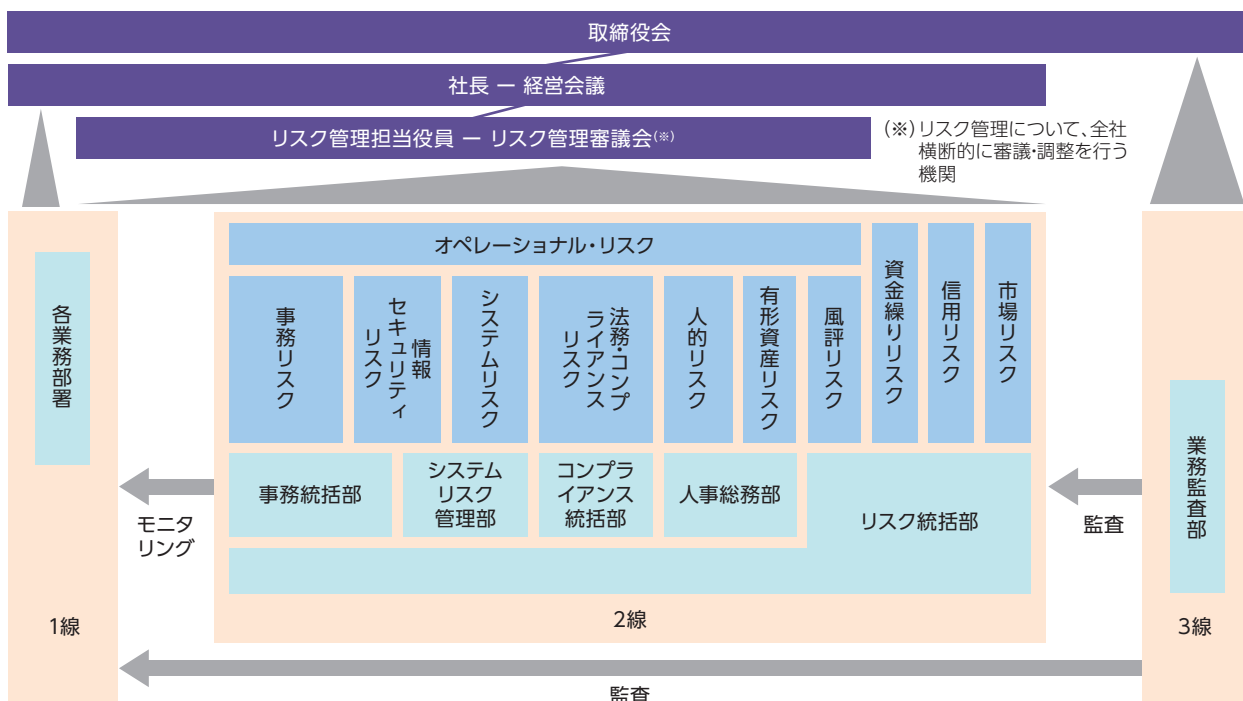 取締役会
社長 ー 経営会議
リスク管理担当役員 ー リスク管理審議会(※)
(※)リスク管理について、全社
横断的に審議・調整を行う
機関
各業務部署
1線
モニタ
リング
オペレーショナル・リスク
事務リスク
情報
セキュリティ
リスク
システムリスク
法務・コンプ
ライアンス
リスク
人的リスク
有形資産リスク
風評リスク
資金繰りリスク
信用リスク
市場リスク
事務統括部
システム
リスク
管理部
コンプラ
イアンス
統括部
人事総務部
リスク統括部
2線
監査
業務監査部
3線
監査